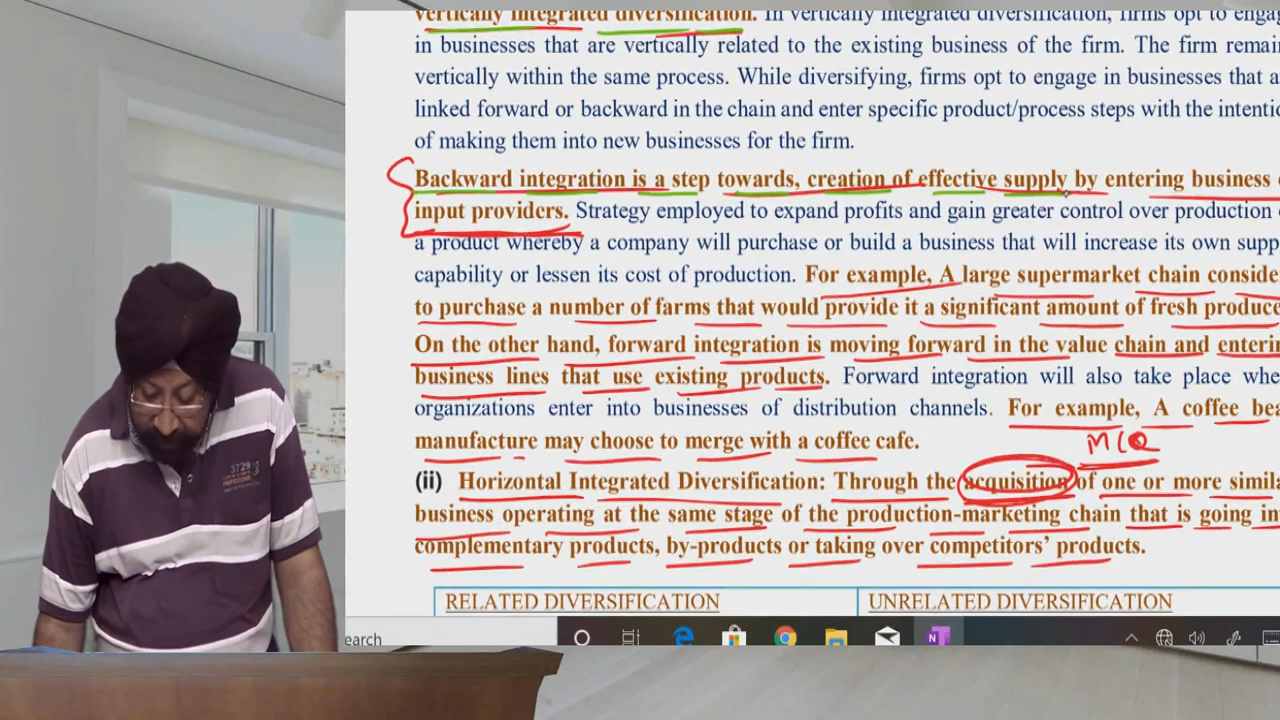 vertically integrated diversification. In vertically integrated diversification, firms opt to engag
in businesses that are vertically related to the existing business of the firm. The firm remai
vertically within the same process. While diversifying, firms opt to engage in businesses that a
linked forward or backward in the chain and enter specific product/process steps with the intenti
of making them into new businesses for the firm.
Backward integration is a step towards, creation of effective supply by entering business
input providers. Strategy employed to expand profits and gain greater control over production
a product whereby a company will purchase or build a business that will increase its own supp
capability or lessen its cost of production. For example, A large supermarket chain conside
to purchase a number of farms that would provide it a significant amount of fresh produce
On the other hand, forward integration is moving forward in the value chain and enterin
business lines that use existing products. Forward integration will also take place whe
organizations enter into businesses of distribution channels. For example, A coffee bea
manufacture may choose to merge with a coffee cafe.
MCQ
(ii) Horizontal Integrated Diversification: Through the acquisition of one or more simila
business operating at the same stage of the production-marketing chain that is going in
complementary products, by-products or taking over competitors' products.
RELATED DIVERSIFICATION UNRELATED DIVERSIFICATION
earch
3729